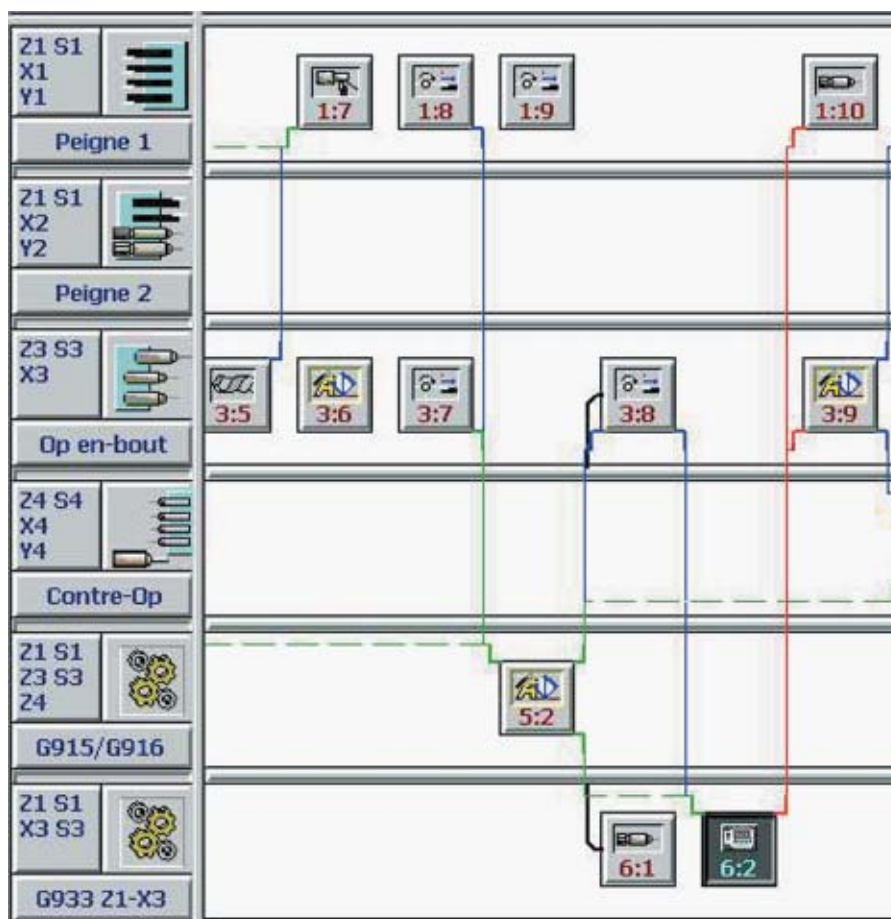 Z1 S1
X1
Y1
Peigne 1
1:7
1:8
1:9
1:10
Z1 S1
X2
Y2
Peigne 2
Z3 S3
X3
Op en-bout
3:5
3:6
3:7
3:8
3:9
Z4 S4
X4
Y4
Contre-Op
Z1 S1
Z3 S3
Z4
G915/G916
5:2
Z1 S1
X3 S3
G933 Z1-X3
6:1
6:2